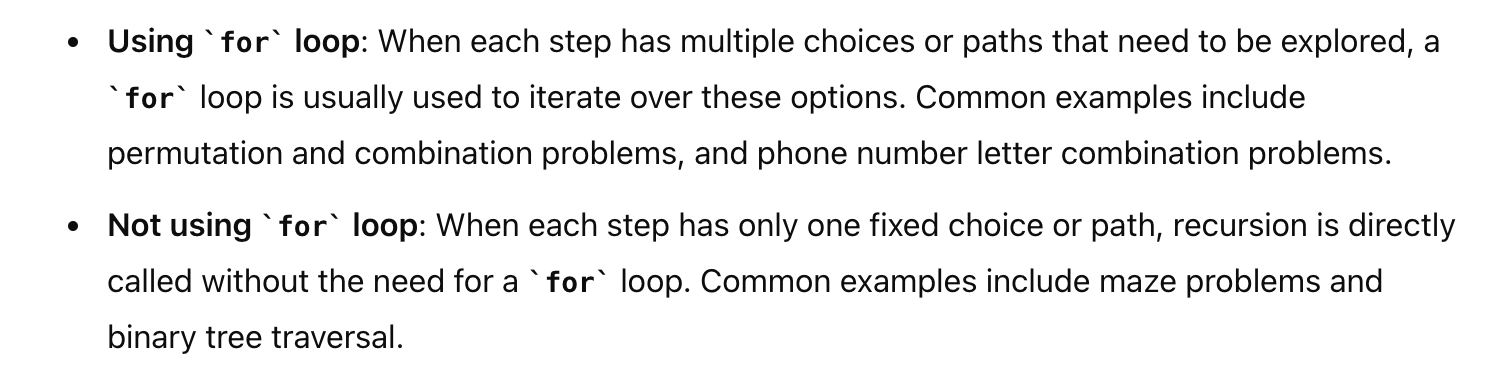 • Using `for` loop: When each step has multiple choices or paths that need to be explored, a
`for` loop is usually used to iterate over these options. Common examples include
permutation and combination problems, and phone number letter combination problems.
• Not using `for` loop: When each step has only one fixed choice or path, recursion is directly
called without the need for a `for` loop. Common examples include maze problems and
binary tree traversal.